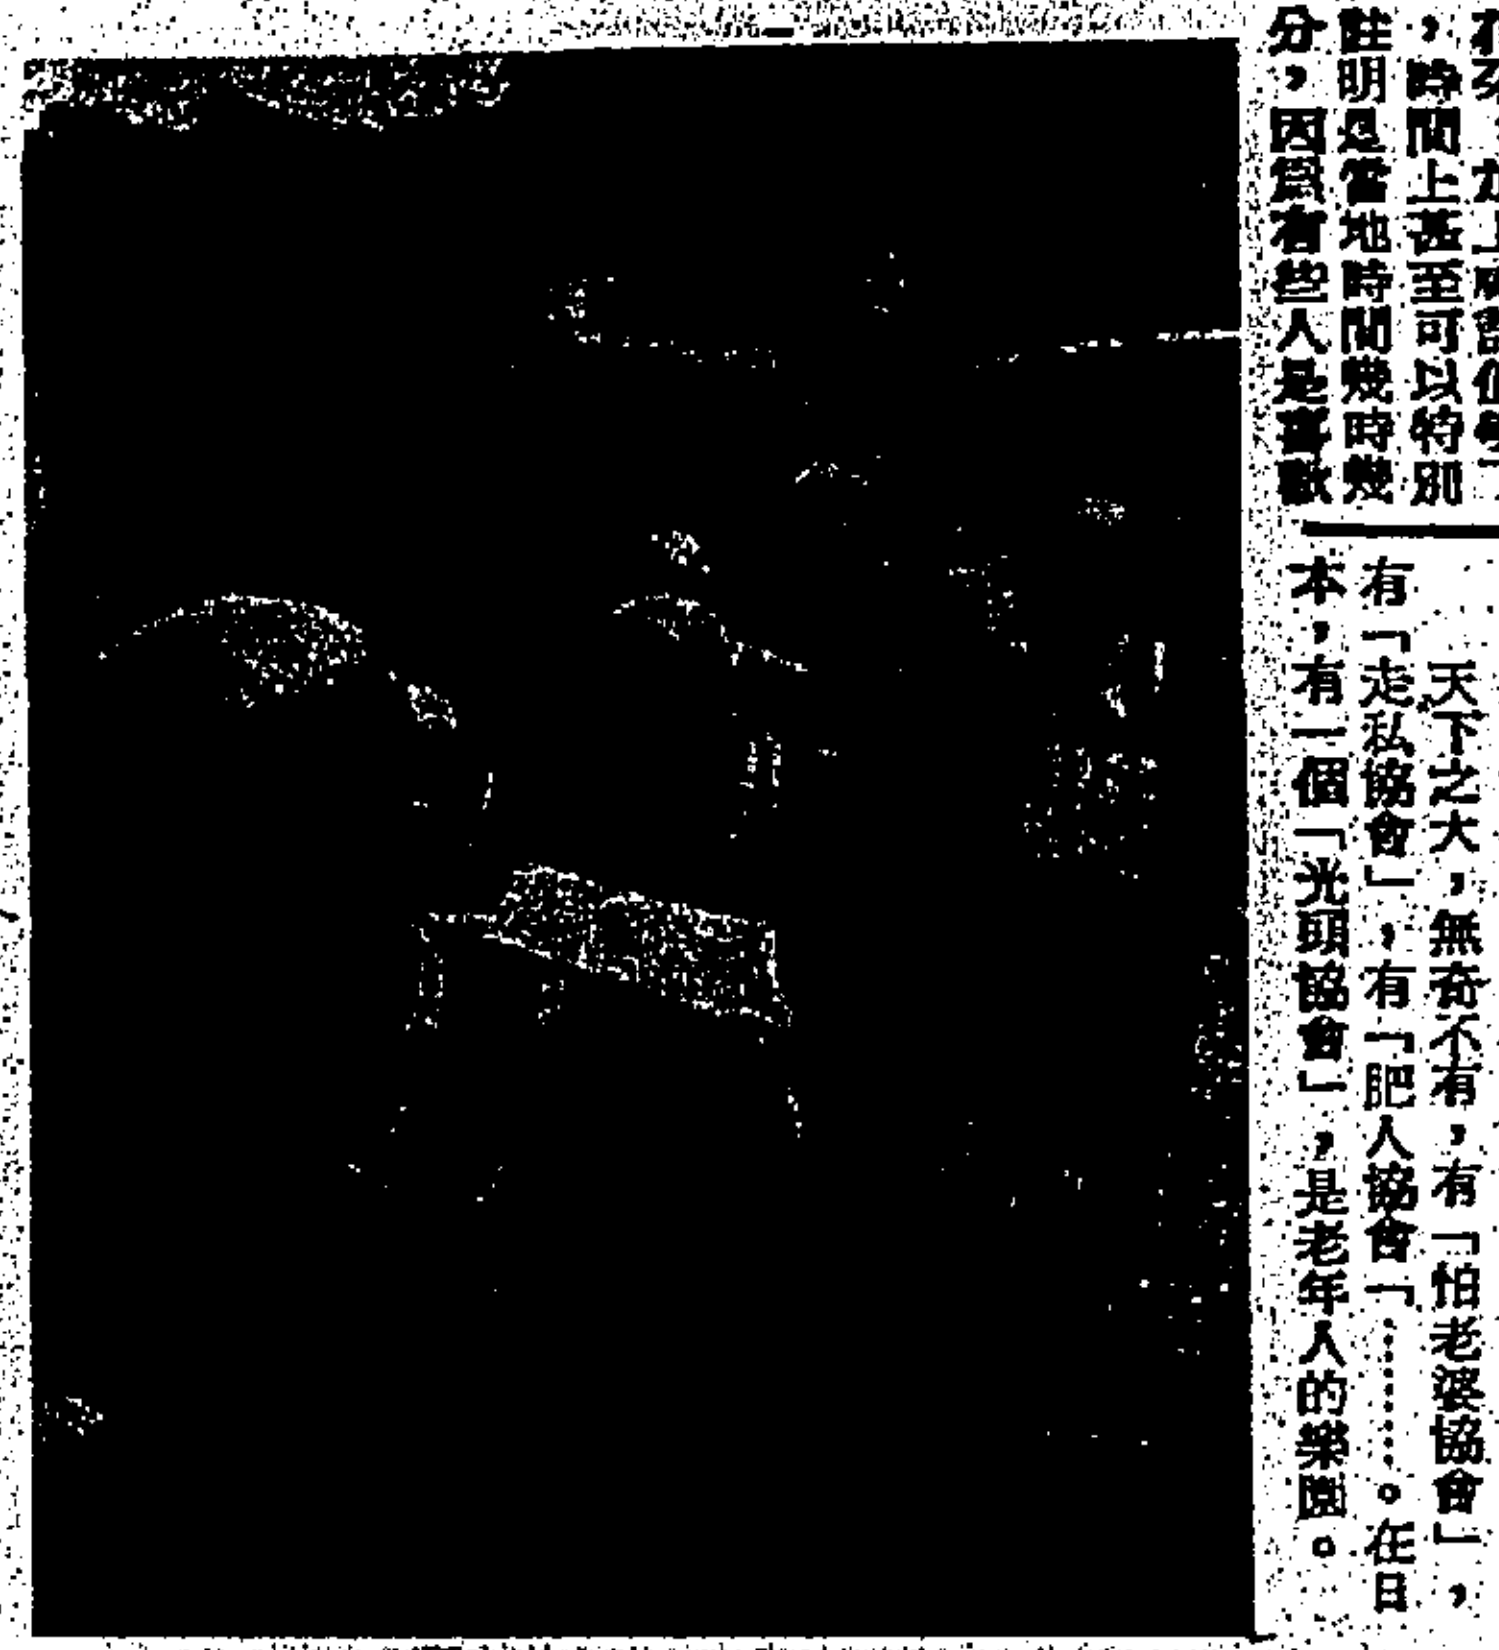 ，時間上甚至可以特別
註明是當地時間幾時幾
分，因為有些人是喜歡
天下之大，無奇不有，有「怕老婆協會」，
有「走私協會」，有「肥人協會「………。在日
本，有一個「光頭協會」，是老年人的樂園。